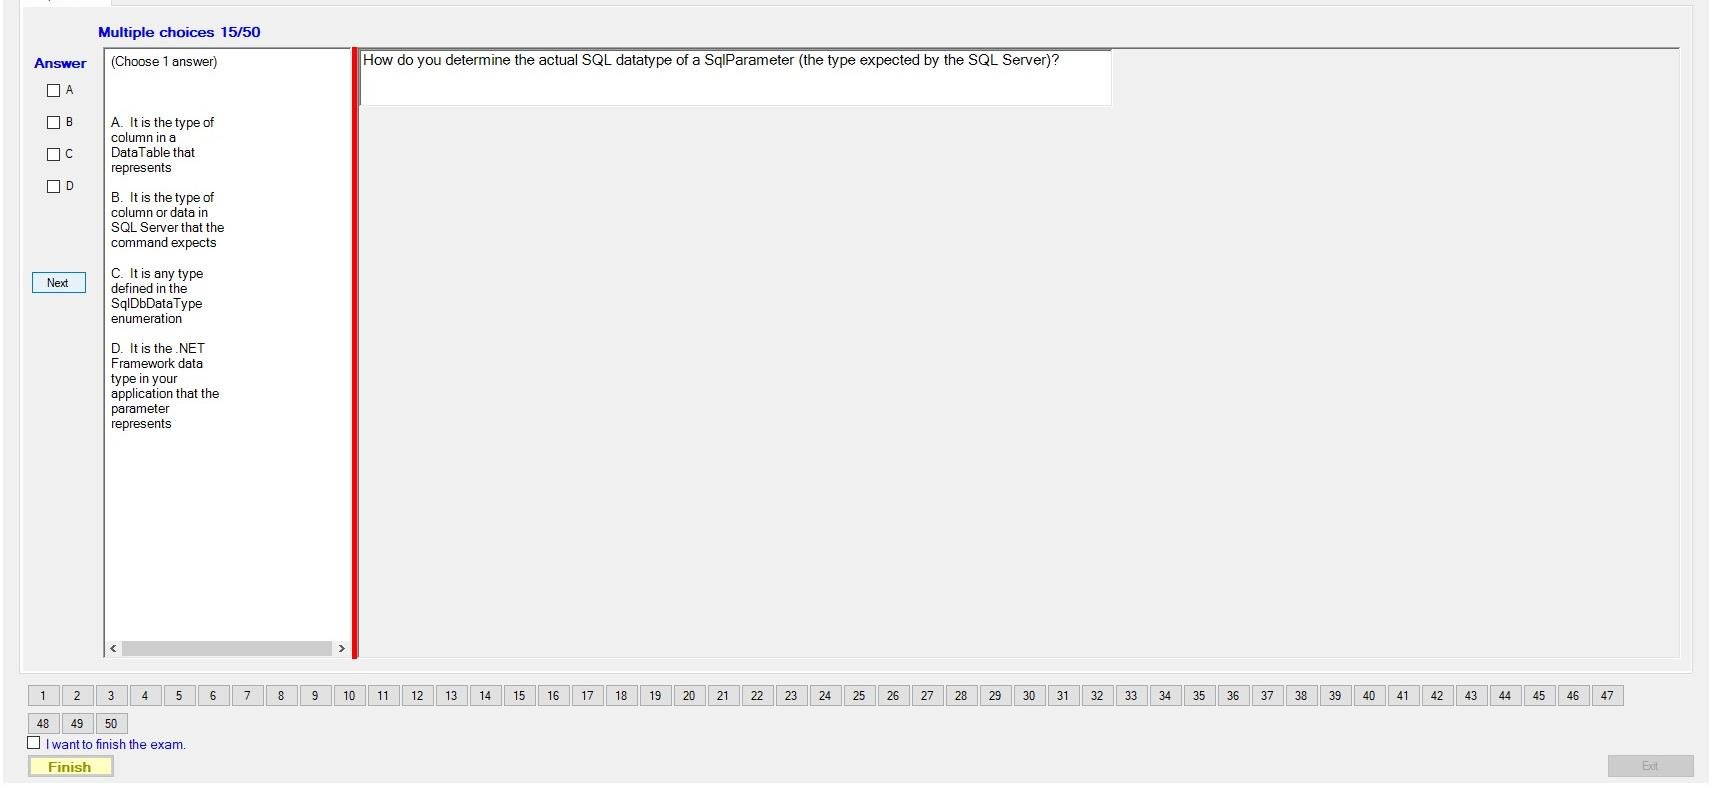 Multiple choices 15/50
Answer
(Choose 1 answer)
How do you determine the actual SQL datatype of a SqlParameter (the type expected by the SQL Server)?
A
B
C
D
A. It is the type of
column in a
DataTable that
represents
B. It is the type of
column or data in
SQL Server that the
command expects
C. It is any type
defined in the
SqlDbDataType
enumeration
D. It is the .NET
Framework data
type in your
application that the
parameter
represents
Next
1 2 3 4 5 6 7 8 9 10 11 12 13 14 15 16 17 18 19 20 21 22 23 24 25 26 27 28 29 30 31 32 33 34 35 36 37 38 39 40 41 42 43 44 45 46 47
48 49 50
I want to finish the exam.
Finish
Exit